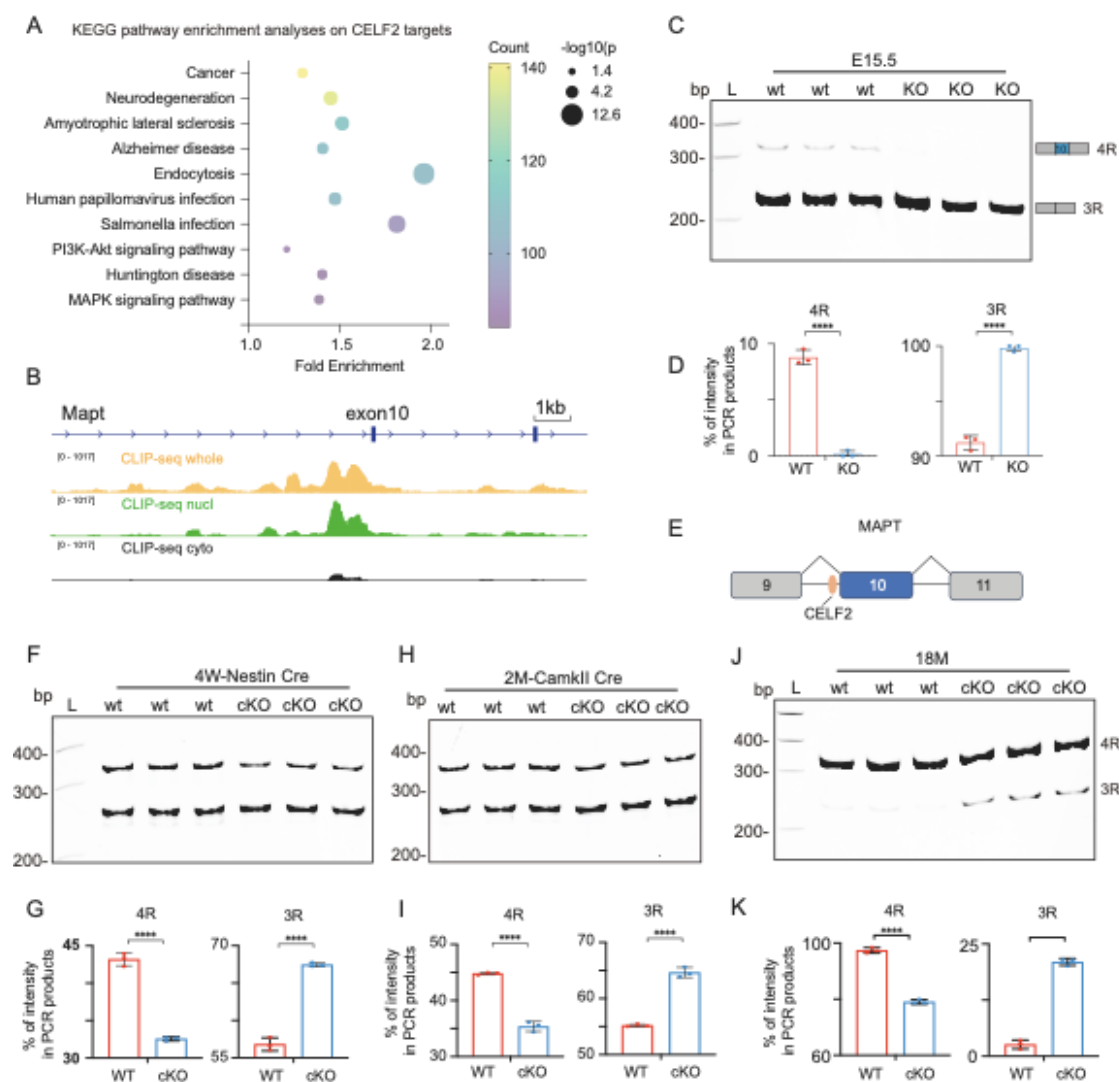 A
KEGG pathway enrichment analyses on CELF2 targets
Cancer
Neurodegeneration
Amyotrophic lateral sclerosis
Alzheimer disease
Endocytosis
Human papillomavirus infection
Salmonella infection
PI3K-Akt signaling pathway
Huntington disease
MAPK signaling pathway
1.0 1.5 2.0
Fold Enrichment
Count
140
120
100
-log10(p
1.4
4.2
12.6
B
Mapt exon10 1kb
[0 - 1017] CLIP-seq whole
[0 - 1017] CLIP-seq nucl
[0 - 1017] CLIP-seq cyto
C
E15.5
bp L wt wt wt KO KO KO
400-
300-
200-
10 4R
3R
D
4R
****
% of intensity
in PCR products
10
0
WT KO
3R
****
100
90
WT KO
E
MAPT
9 10 11
CELF2
F
4W-Nestin Cre
bp L wt wt wt cKO cKO cKO
400-
300-
200-
G
4R
****
% of intensity
in PCR products
45
30
WT cKO
3R
****
70
55
WT cKO
H
2M-CamkII Cre
bp wt wt wt cKO cKO cKO
400-
300-
200-
I
4R
****
% of intensity
in PCR products
50
45
40
35
30
WT cKO
3R
****
70
60
50
WT cKO
J
18M
bp L wt wt wt cKO cKO cKO
400-
300-
200-
4R
3R
K
4R
****
% of intensity
in PCR products
100
60
WT cKO
3R
25
0
WT cKO